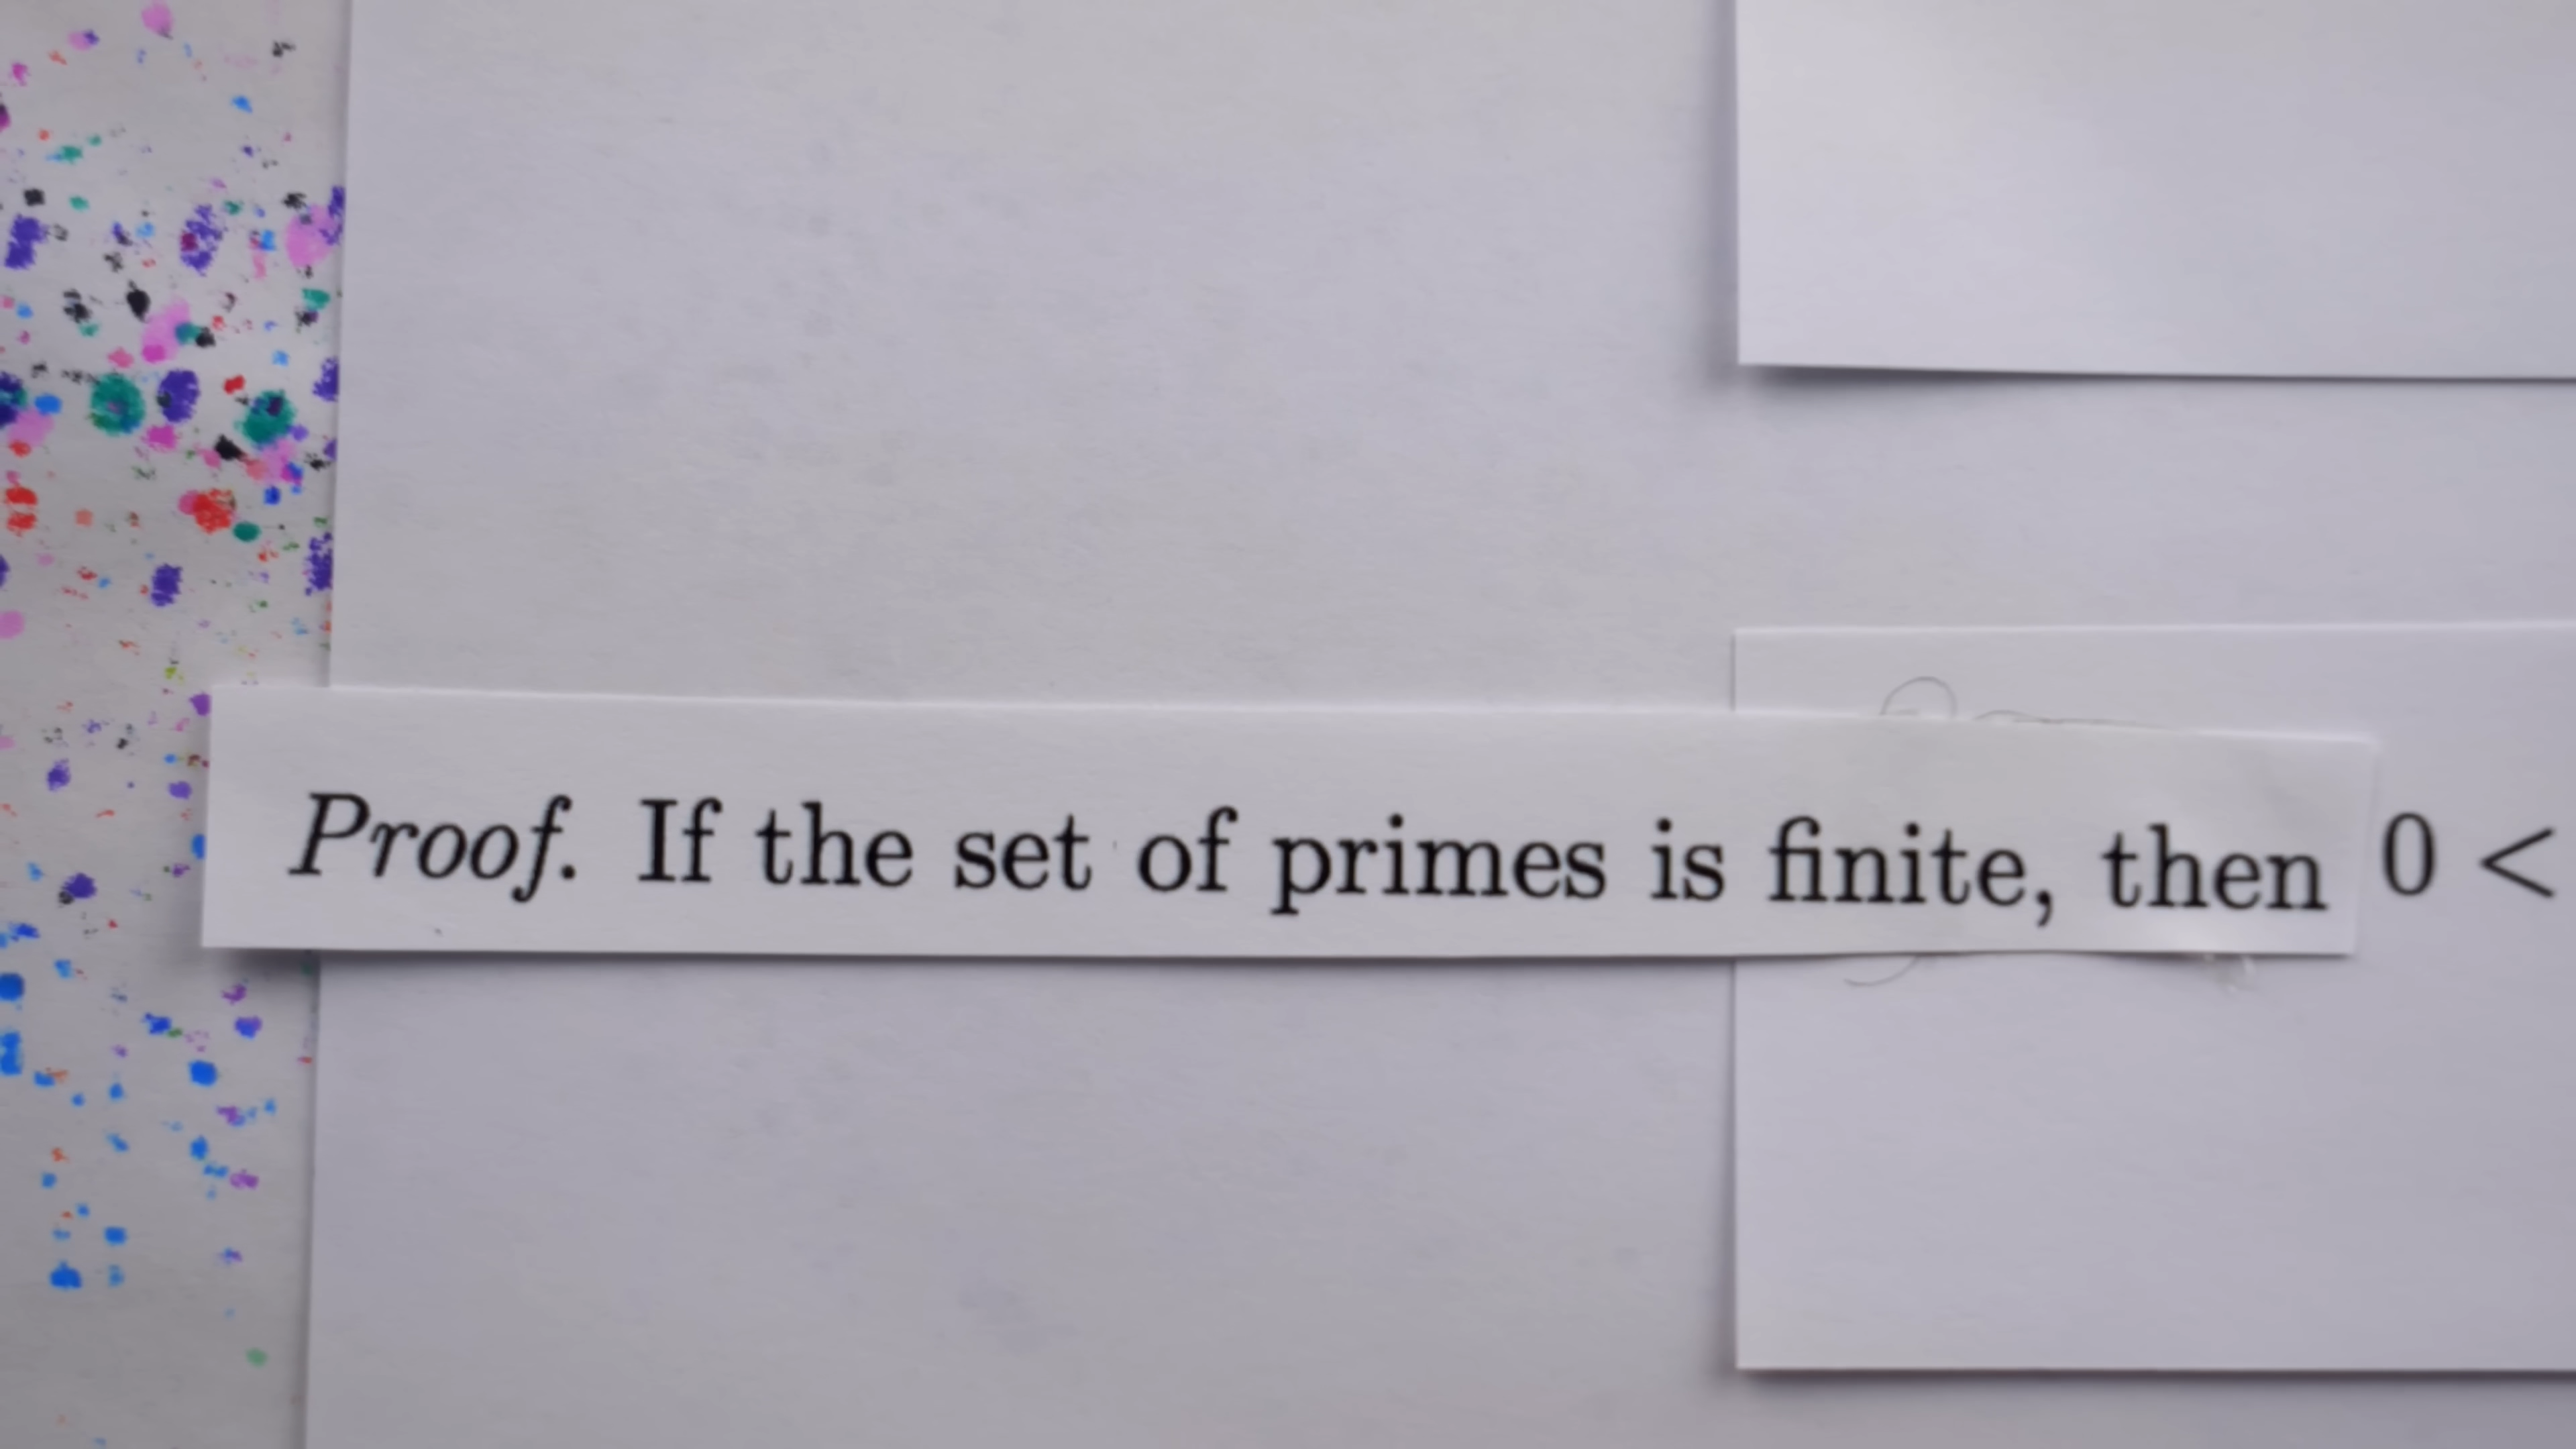 Proof. If the set of primes is finite, then 0 <